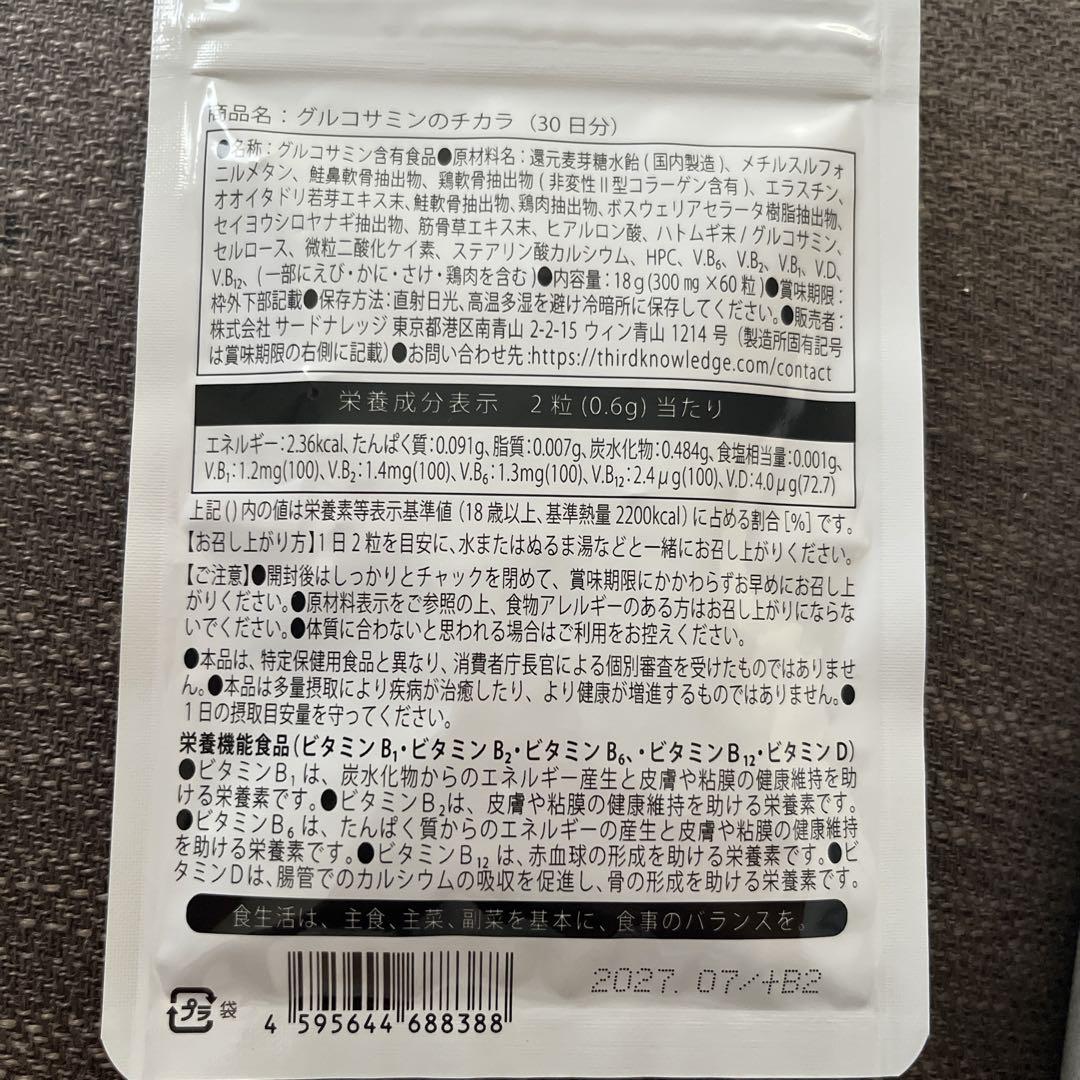 商品名：グルコサミンのチカラ（30日分）
●名称：グルコサミン含有食品●原材料名：還元麦芽糖水飴(国内製造)、メチルスルフォ
ニルメタン、鮭鼻軟骨抽出物、鶏軟骨抽出物(非変性Ⅱ型コラーゲン含有)、エラスチン、
オオイタドリ若芽エキス末、鮭軟骨抽出物、鶏肉抽出物、ボスウェリアセラータ樹脂抽出物、
セイヨウシロヤナギ抽出物、筋骨草エキス末、ヒアルロン酸、ハトムギ末/グルコサミン、
セルロース、微粒二酸化ケイ素、ステアリン酸カルシウム、HPC、V.B₆、V.B₂、V.B₁、V.D、
V.B₁₂、(一部にえび・かに・さけ・鶏肉を含む)●内容量：18g(300mg×60粒)●賞味期限：
枠外下部記載●保存方法：直射日光、高温多湿を避け冷暗所に保存してください。●販売者：
株式会社サードナレッジ 東京都港区南青山2-2-15 ウィン青山1214号（製造所固有記号
は賞味期限の右側に記載）●お問い合わせ先:https://thirdknowledge.com/contact
栄養成分表示 2粒(0.6g)当たり
エネルギー：2.36kcal、たんぱく質：0.091g、脂質：0.007g、炭水化物：0.484g、食塩相当量：0.001g、
V.B₁：1.2mg(100)、V.B₂：1.4mg(100)、V.B₆：1.3mg(100)、V.B₁₂：2.4μg(100)、V.D：4.0μg(72.7)
上記()内の値は栄養素等表示基準値（18歳以上、基準熱量2200kcal）に占める割合[%]です。
【お召し上がり方】1日2粒を目安に、水またはぬるま湯などと一緒にお召し上がりください。
【ご注意】●開封後はしっかりとチャックを閉めて、賞味期限にかかわらずお早めにお召し上
がりください。●原材料表示をご参照の上、食物アレルギーのある方はお召し上がりにならな
いでください。●体質に合わないと思われる場合はご利用をお控えください。
●本品は、特定保健用食品と異なり、消費者庁長官による個別審査を受けたものではありませ
ん。●本品は多量摂取により疾病が治癒したり、より健康が増進するものではありません。●
1日の摂取目安量を守ってください。
栄養機能食品(ビタミンB₁・ビタミンB₂・ビタミンB₆、・ビタミンB₁₂・ビタミンD)
●ビタミンB₁は、炭水化物からのエネルギー産生と皮膚や粘膜の健康維持を助
ける栄養素です。●ビタミンB₂は、皮膚や粘膜の健康維持を助ける栄養素です。
●ビタミンB₆は、たんぱく質からのエネルギーの産生と皮膚や粘膜の健康維持
を助ける栄養素です。●ビタミンB₁₂は、赤血球の形成を助ける栄養素です。●ビ
タミンDは、腸管でのカルシウムの吸収を促進し、骨の形成を助ける栄養素です。
食生活は、主食、主菜、副菜を基本に、食事のバランスを。
2027.07/+B2
プラ 袋
4 595644 688388